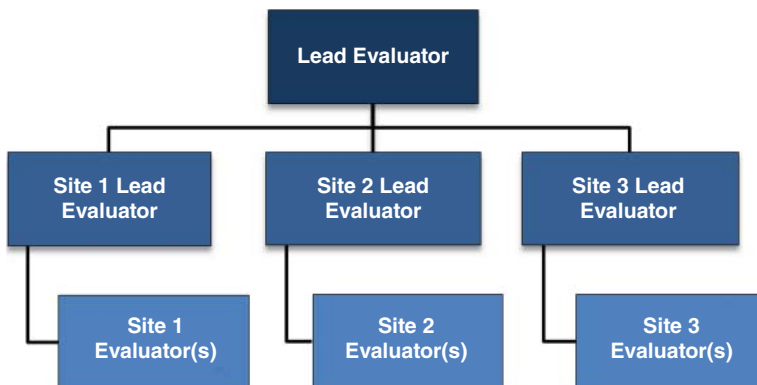 Lead Evaluator
Site 1 Lead
Evaluator
Site 2 Lead
Evaluator
Site 3 Lead
Evaluator
Site 1
Evaluator(s)
Site 2
Evaluator(s)
Site 3
Evaluator(s)